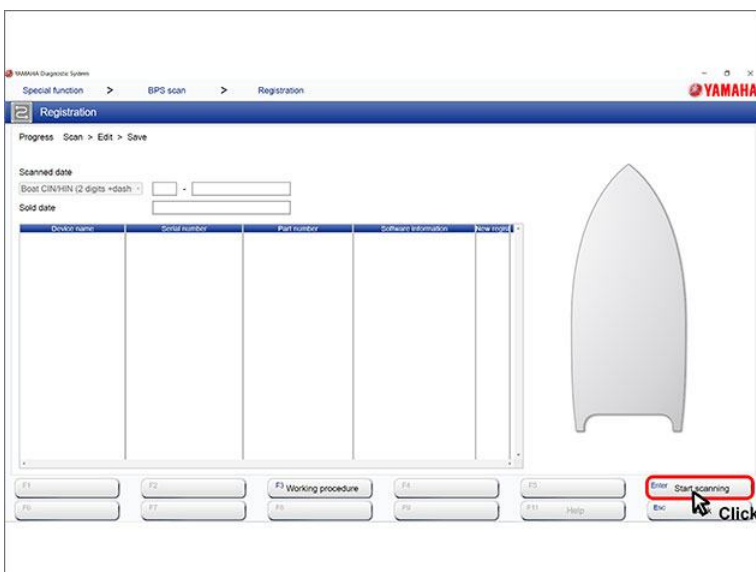 YAMAHA Diagnostic System
Special function > BPS scan > Registration
YAMAHA
Registration
Progress Scan > Edit > Save
Scanned date
Boat CIN/HIN (2 digits +dash -
Sold date
Device name Serial number Part number Software information New regist
F1 F2 F3 Working procedure F4 F5 Enter Start scanning
F6 F7 F8 F9 F11 Help Esc
Click